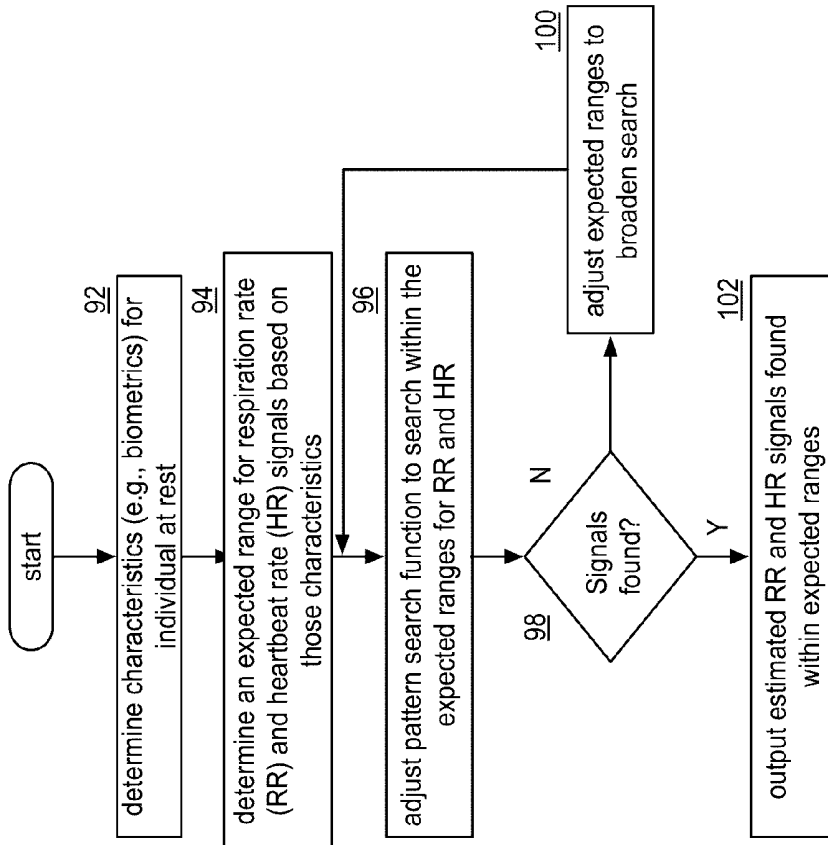 start
92
determine characteristics (e.g., biometrics) for
individual at rest
94
determine an expected range for respiration rate
(RR) and heartbeat rate (HR) signals based on
those characteristics
96
adjust pattern search function to search within the
expected ranges for RR and HR
98
Signals
found?
N
100
adjust expected ranges to
broaden search
Y
102
output estimated RR and HR signals found
within expected ranges